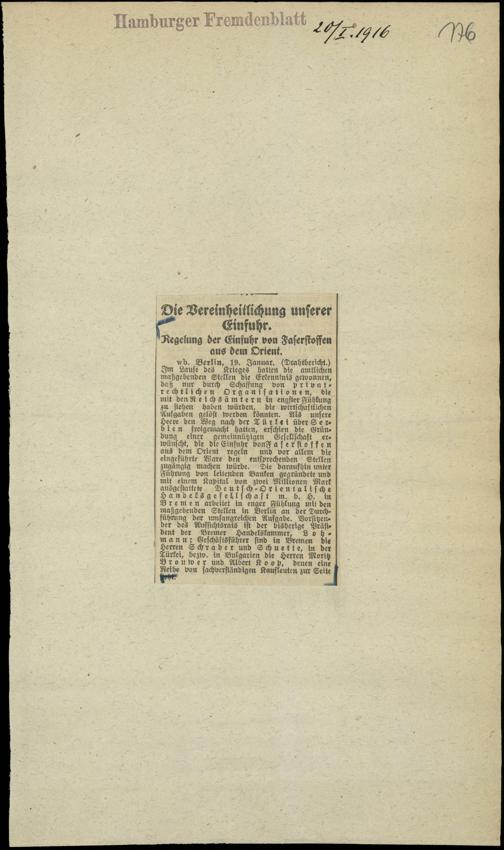 Hamburger Fremdenblatt
20/I.1916
176
Die Vereinheitlichung unserer
Einfuhr.
Regelung der Einfuhr von Faserstoffen
aus dem Orient.
wb. Berlin, 19. Januar. (Drahtbericht.)
Im Laufe des Krieges hatten die amtlichen
maßgebenden Stellen die Erkenntnis gewonnen,
daß nur durch Schaffung von privat-
rechtlichen Organisationen, die
mit den Reichsämtern in engster Fühlung
zu stehen haben würden, die wirtschaftlichen
Aufgaben gelöst werden könnten. Als unsere
Heere den Weg nach der Türkei über Ser-
bien freigemacht hatten, erschien die Grün-
dung einer gemeinnützigen Gesellschaft er-
wünscht, die die Einfuhr von Faserstoffen
aus dem Orient regeln und vor allem die
eingeführte Ware den entsprechenden Stellen
zugängig machen würde. Die daraufhin unter
Führung von leitenden Banken gegründete und
mit einem Kapital von zwei Millionen Mark
ausgestattete Deutsch-Orientalische
Handelsgesellschaft m. b. H. in
Bremen arbeitet in enger Fühlung mit den
maßgebenden Stellen in Berlin an der Durch-
führung der umfangreichen Aufgabe. Vorsitzen-
der des Aufsichtsrats ist der bisherige Präsi-
dent der Bremer Handelskammer, Loh-
mann; Geschäftsführer sind in Bremen die
Herren Schraber und Schuette, in der
Türkei, bezw. in Bulgarien die Herren Moritz
Brouwer und Albert Koop, denen eine
Reihe von sachverständigen Kaufleuten zur Seite
steht.